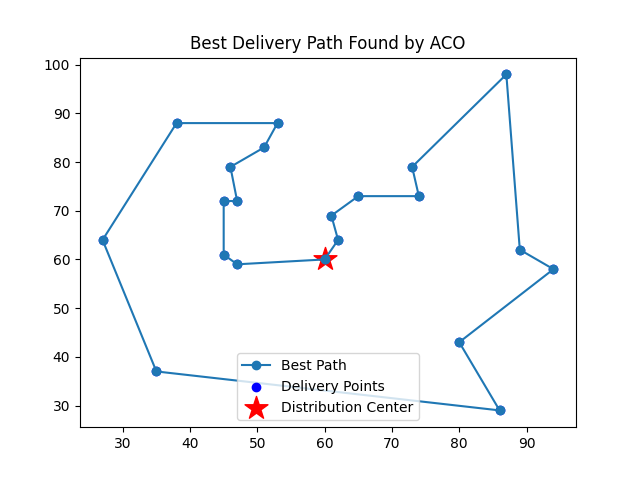 Best Delivery Path Found by ACO
100
90
80
70
60
50
40
30
30 40 50 60 70 80 90
Best Path
Delivery Points
Distribution Center